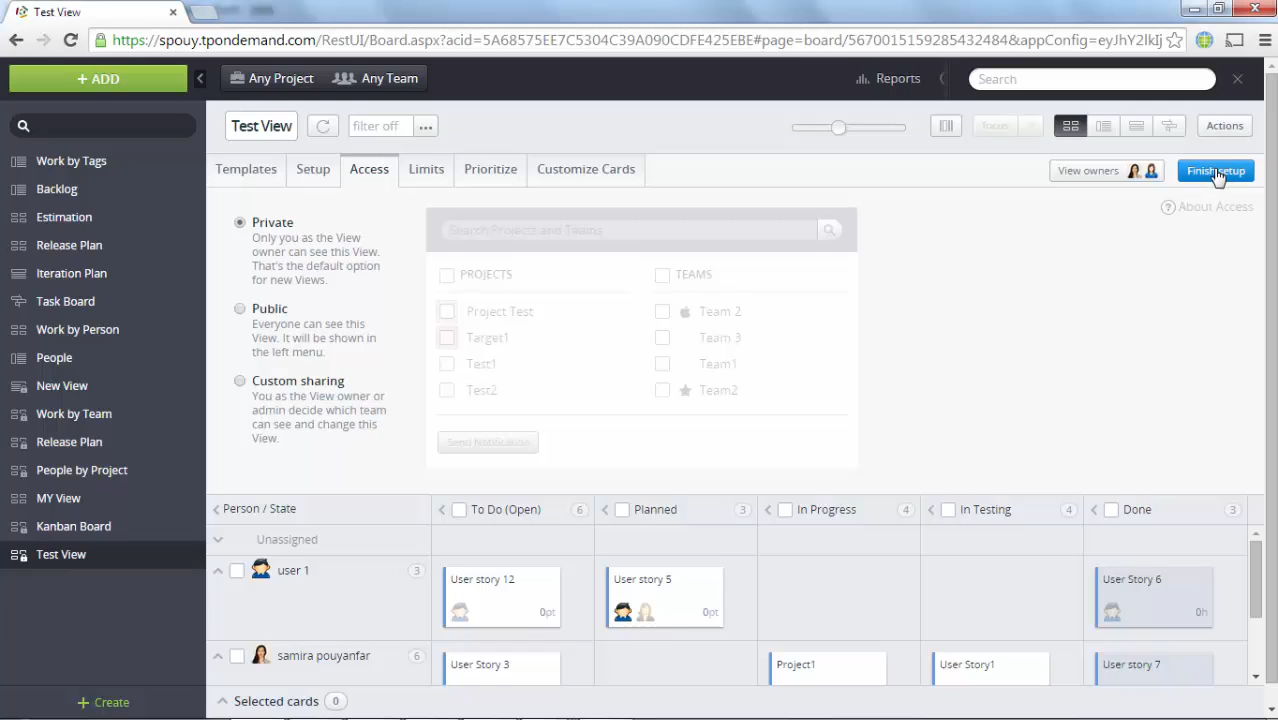 Test View
https://spouy.tpondemand.com/RestUI/Board.aspx?acid=5A68575EE7C5304C39A090CDFE425EBE#page=board/5670015159285432484&appConfig=eyJhY2lkIj
+ ADD
Any Project
Any Team
Reports
Search
Test View
filter off
...
Focus
Actions
Work by Tags
Backlog
Estimation
Release Plan
Iteration Plan
Task Board
Work by Person
People
New View
Work by Team
Release Plan
People by Project
MY View
Kanban Board
Test View
+ Create
Templates
Setup
Access
Limits
Prioritize
Customize Cards
View owners
Finish setup
? About Access
Private
Only you as the View
owner can see this View.
That's the default option
for new Views.
Public
Everyone can see this
View. It will be shown in
the left menu.
Custom sharing
You as the View owner or
admin decide which team
can see and change this
View.
Search Projects and Teams
PROJECTS
TEAMS
Project Test
Team 2
Target1
Team 3
Test1
Team1
Test2
Team2
Send Notification
Person / State
To Do (Open) 6
Planned 3
In Progress 4
In Testing 4
Done 3
Unassigned
user 1 3
User story 12
0pt
User story 5
0pt
User Story 6
0h
samira pouyanfar 6
User Story 3
Project1
User Story1
User story 7
Selected cards 0